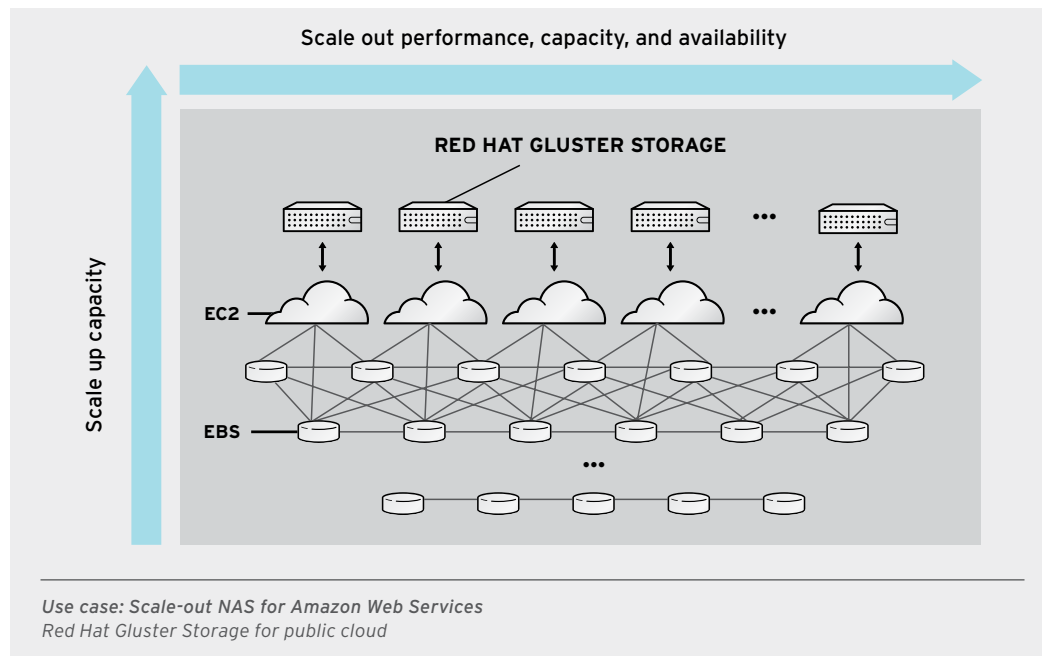 Scale out performance, capacity, and availability
Scale up capacity
RED HAT GLUSTER STORAGE
...
EC2
...
EBS
...
Use case: Scale-out NAS for Amazon Web Services
Red Hat Gluster Storage for public cloud